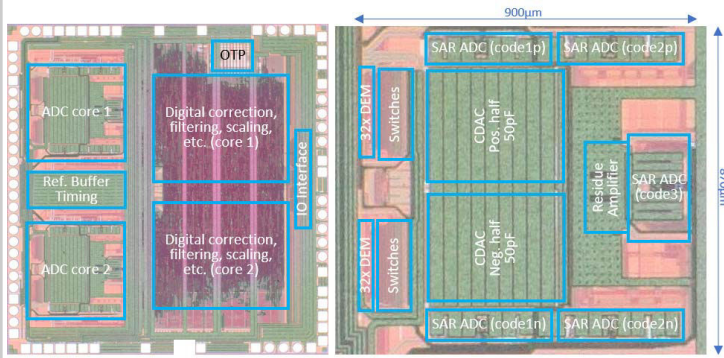 OTP
ADC core 1
Digital correction,
filtering, scaling,
etc. (core 1)
Ref. Buffer
Timing
IO Interface
ADC core 2
Digital correction,
filtering, scaling,
etc. (core 2)
900µm
SAR ADC (code1p)
SAR ADC (code2p)
32x DEM
Switches
CDAC
Pos. half
50pF
Residue
Amplifier
SAR ADC
(code3)
32x DEM
Switches
CDAC
Neg. half
50pF
SAR ADC (code1n)
SAR ADC (code2n)